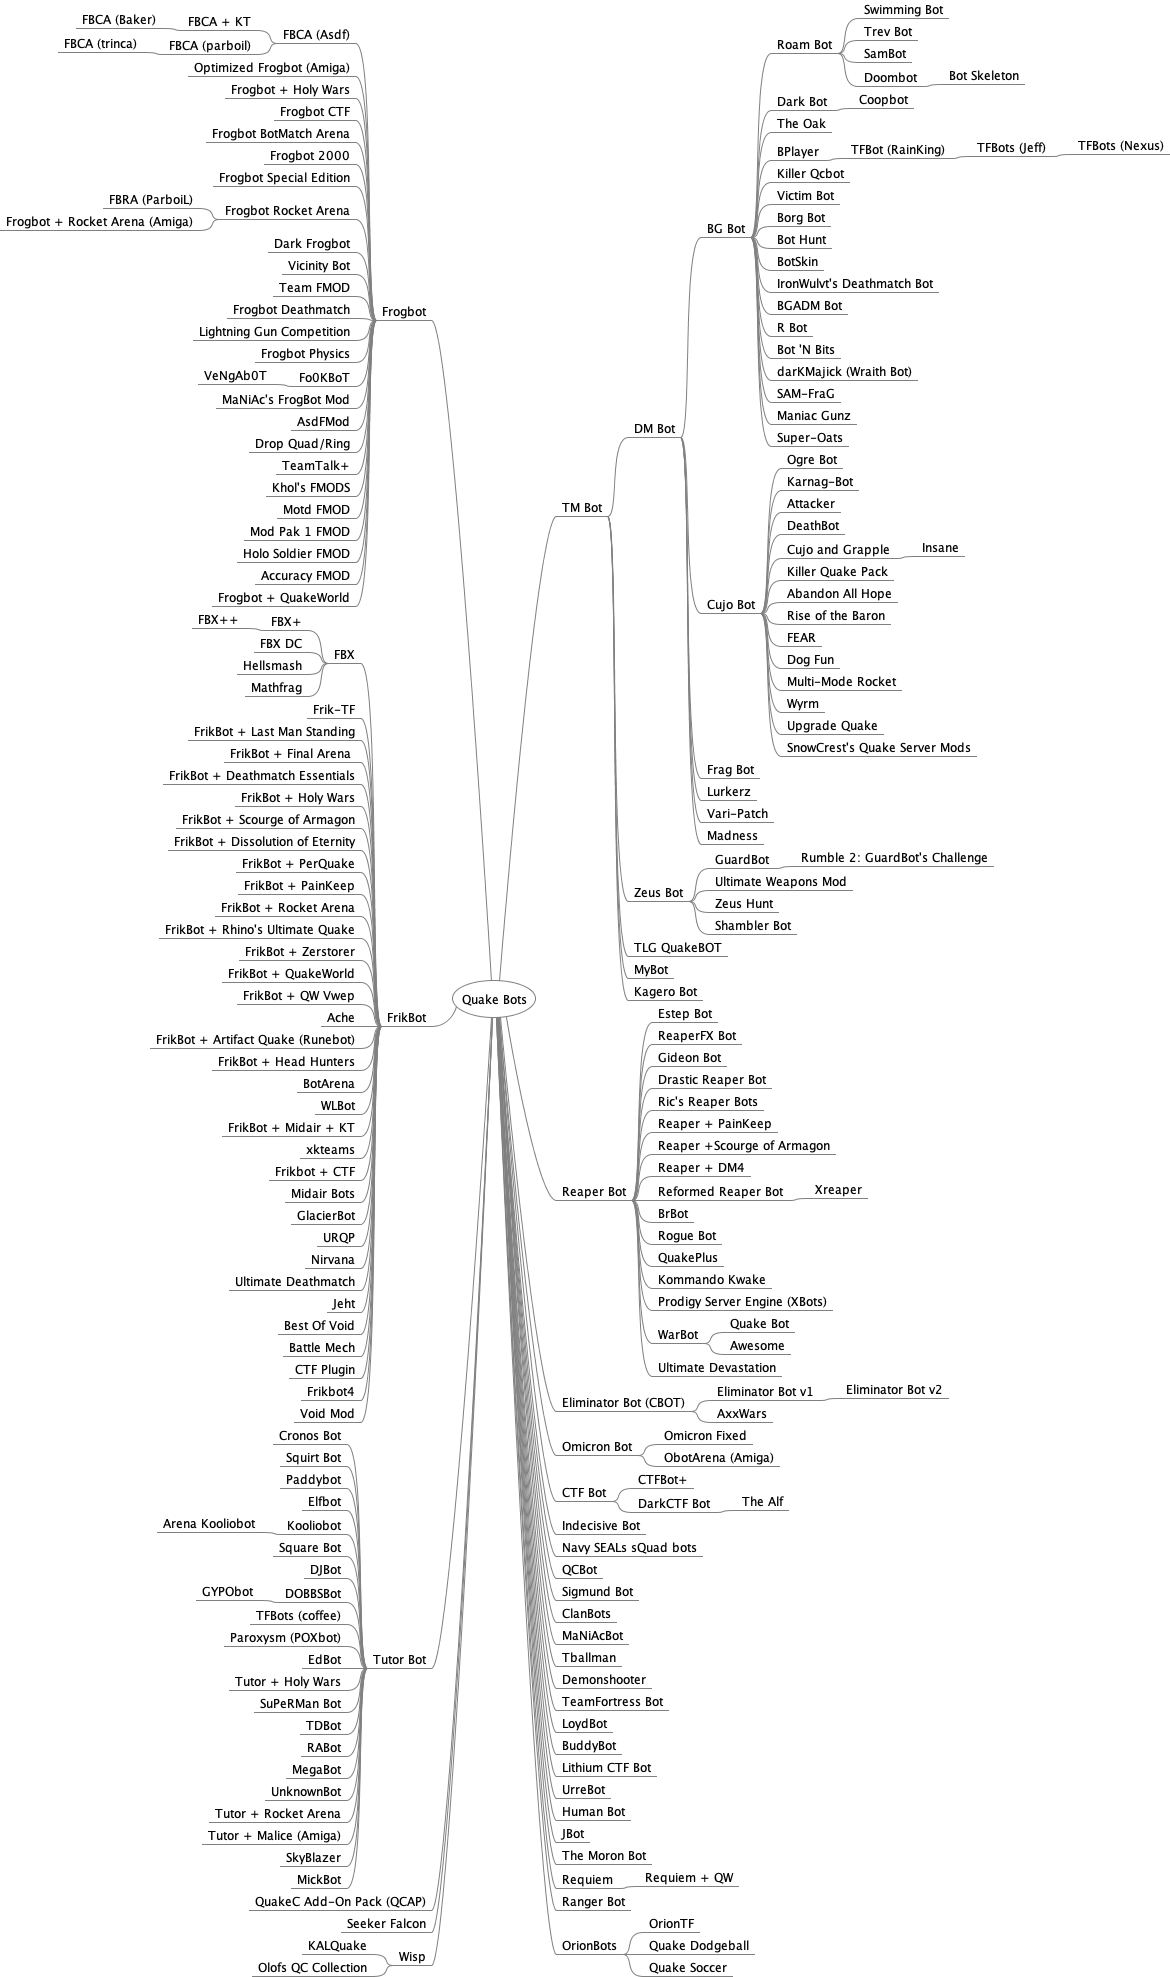 Quake Bots
Frogbot
FBCA (Asdf)
FBCA + KT
FBCA (Baker)
FBCA (parboil)
FBCA (trinca)
Optimized Frogbot (Amiga)
Frogbot + Holy Wars
Frogbot CTF
Frogbot BotMatch Arena
Frogbot 2000
Frogbot Special Edition
Frogbot Rocket Arena
FBRA (ParboiL)
Frogbot + Rocket Arena (Amiga)
Dark Frogbot
Vicinity Bot
Team FMOD
Frogbot Deathmatch
Lightning Gun Competition
Frogbot Physics
Fo0KBoT
VeNgAb0T
MaNiAc's FrogBot Mod
AsdFMod
Drop Quad/Ring
TeamTalk+
Khol's FMODS
Motd FMOD
Mod Pak 1 FMOD
Holo Soldier FMOD
Accuracy FMOD
Frogbot + QuakeWorld
FrikBot
FBX
FBX+
FBX++
FBX DC
Hellsmash
Mathfrag
Frik-TF
FrikBot + Last Man Standing
FrikBot + Final Arena
FrikBot + Deathmatch Essentials
FrikBot + Holy Wars
FrikBot + Scourge of Armagon
FrikBot + Dissolution of Eternity
FrikBot + PerQuake
FrikBot + PainKeep
FrikBot + Rocket Arena
FrikBot + Rhino's Ultimate Quake
FrikBot + Zerstorer
FrikBot + QuakeWorld
FrikBot + QW Vwep
Ache
FrikBot + Artifact Quake (Runebot)
FrikBot + Head Hunters
BotArena
WLBot
FrikBot + Midair + KT
xkteams
Frikbot + CTF
Midair Bots
GlacierBot
URQP
Nirvana
Ultimate Deathmatch
Jeht
Best Of Void
Battle Mech
CTF Plugin
Frikbot4
Void Mod
Tutor Bot
Cronos Bot
Squirt Bot
Paddybot
Elfbot
Kooliobot
Arena Kooliobot
Square Bot
DJBot
DOBBSBot
GYPObot
TFBots (coffee)
Paroxysm (POXbot)
EdBot
Tutor + Holy Wars
SuPeRMan Bot
TDBot
RABot
MegaBot
UnknownBot
Tutor + Rocket Arena
Tutor + Malice (Amiga)
SkyBlazer
MickBot
QuakeC Add-On Pack (QCAP)
Seeker Falcon
Wisp
KALQuake
Olofs QC Collection
TM Bot
DM Bot
BG Bot
Roam Bot
Swimming Bot
Trev Bot
SamBot
Doombot
Bot Skeleton
Dark Bot
Coopbot
The Oak
BPlayer
TFBot (RainKing)
TFBots (Jeff)
TFBots (Nexus)
Killer Qcbot
Victim Bot
Borg Bot
Bot Hunt
BotSkin
IronWulvt's Deathmatch Bot
BGADM Bot
R Bot
Bot 'N Bits
darKMajick (Wraith Bot)
SAM-FraG
Maniac Gunz
Super-Oats
Cujo Bot
Ogre Bot
Karnag-Bot
Attacker
DeathBot
Cujo and Grapple
Insane
Killer Quake Pack
Abandon All Hope
Rise of the Baron
FEAR
Dog Fun
Multi-Mode Rocket
Wyrm
Upgrade Quake
SnowCrest's Quake Server Mods
Frag Bot
Lurkerz
Vari-Patch
Madness
Zeus Bot
GuardBot
Rumble 2: GuardBot's Challenge
Ultimate Weapons Mod
Zeus Hunt
Shambler Bot
TLG QuakeBOT
MyBot
Kagero Bot
Reaper Bot
Estep Bot
ReaperFX Bot
Gideon Bot
Drastic Reaper Bot
Ric's Reaper Bots
Reaper + PainKeep
Reaper +Scourge of Armagon
Reaper + DM4
Reformed Reaper Bot
Xreaper
BrBot
Rogue Bot
QuakePlus
Kommando Kwake
Prodigy Server Engine (XBots)
WarBot
Quake Bot
Awesome
Ultimate Devastation
Eliminator Bot (CBOT)
Eliminator Bot v1
Eliminator Bot v2
AxxWars
Omicron Bot
Omicron Fixed
ObotArena (Amiga)
CTF Bot
CTFBot+
DarkCTF Bot
The Alf
Indecisive Bot
Navy SEALs sQuad bots
QCBot
Sigmund Bot
ClanBots
MaNiAcBot
Tballman
Demonshooter
TeamFortress Bot
LoydBot
BuddyBot
Lithium CTF Bot
UrreBot
Human Bot
JBot
The Moron Bot
Requiem
Requiem + QW
Ranger Bot
OrionBots
OrionTF
Quake Dodgeball
Quake Soccer